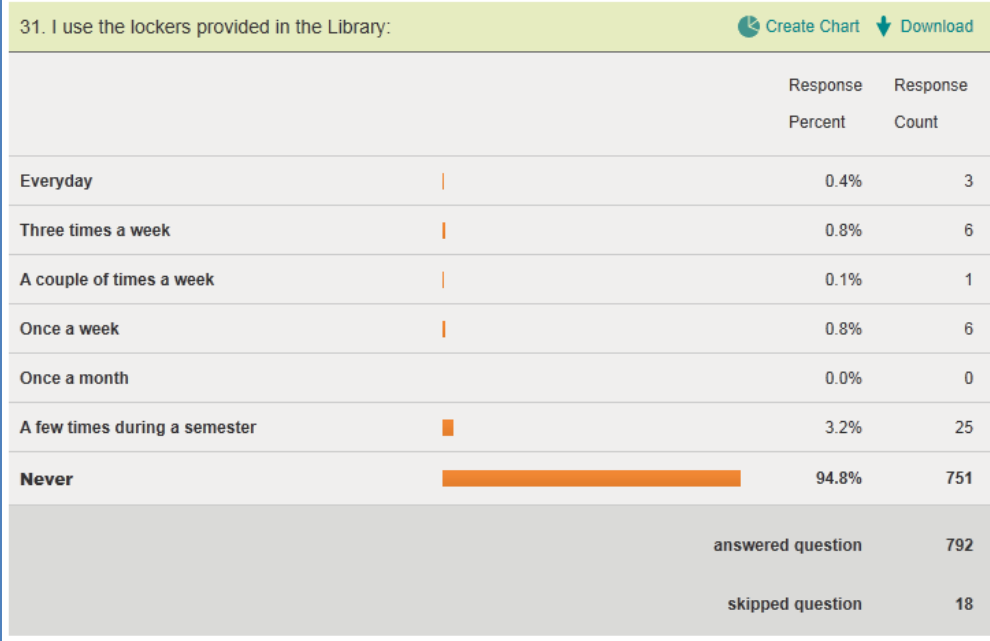 31. I use the lockers provided in the Library: Create Chart Download
Response Response
Percent Count
Everyday 0.4% 3
Three times a week 0.8% 6
A couple of times a week 0.1% 1
Once a week 0.8% 6
Once a month 0.0% 0
A few times during a semester 3.2% 25
Never 94.8% 751
answered question 792
skipped question 18